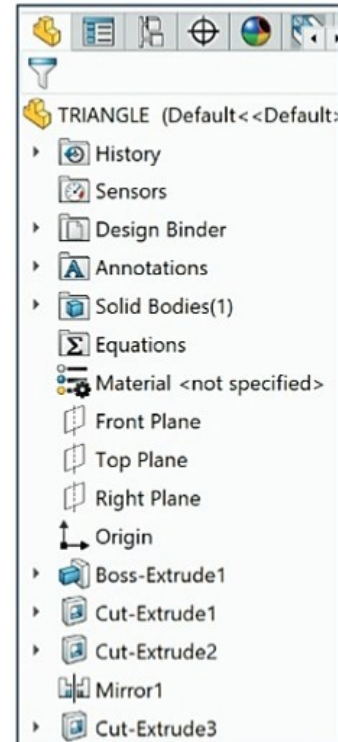 TRIANGLE (Default<<Default>
History
Sensors
Design Binder
A Annotations
Solid Bodies(1)
Σ Equations
Material <not specified>
Front Plane
Top Plane
Right Plane
Origin
Boss-Extrude1
Cut-Extrude1
Cut-Extrude2
Mirror1
Cut-Extrude3